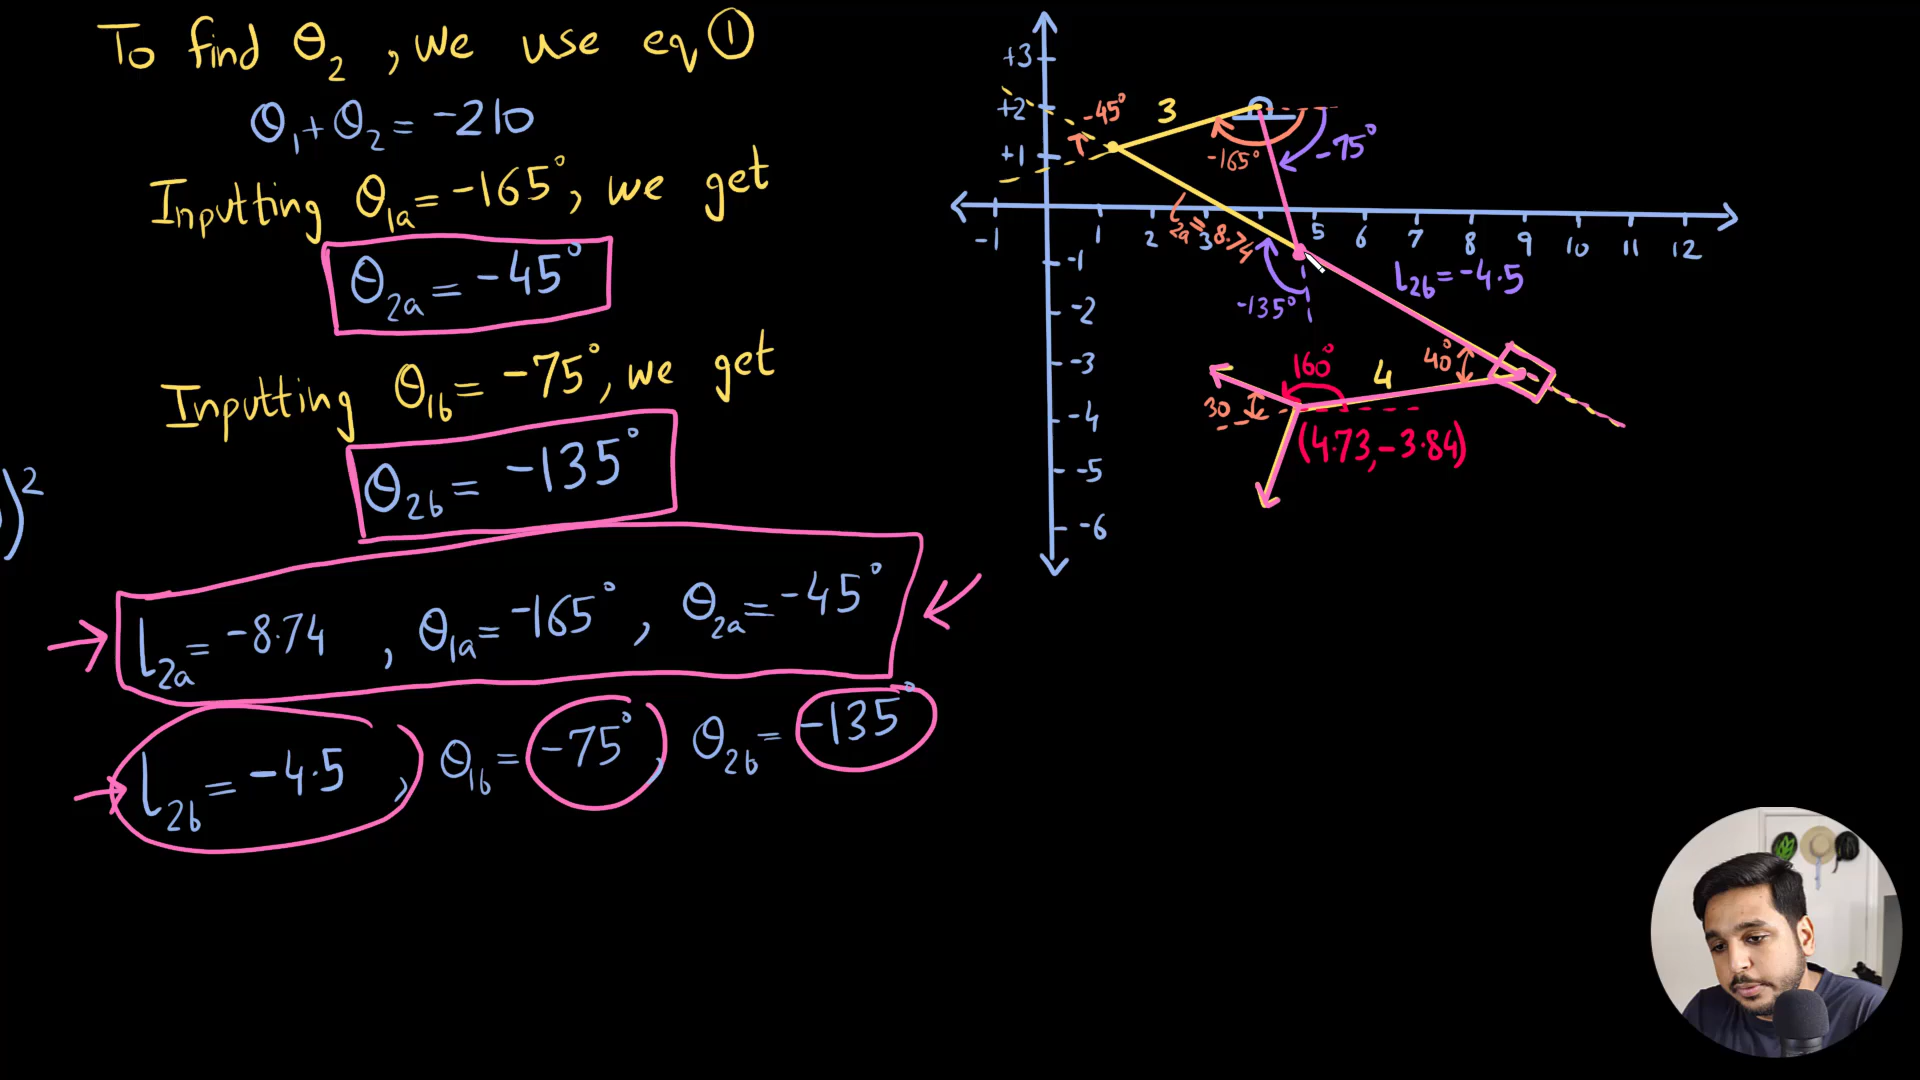 To find θ₂ , we use eq ①
θ₁ + θ₂ = -210
Inputting θ₁ₐ = -165°, we get
θ₂ₐ = -45°
Inputting θ₁b = -75°, we get
θ₂b = -135°
)²
L₂ₐ = -8.74 , θ₁ₐ = -165° , θ₂ₐ = -45°
L₂b = -4.5 , θ₁b = -75° , θ₂b = -135°
+3
+2
+1
-1
-2
-3
-4
-5
-6
-1 1 2 3 5 6 7 8 9 10 11 12
-45°
3
-165°
-75°
L₂ₐ = 8.74
-135°
L₂b = -4.5
160°
4
40°
30
(4.73, -3.84)